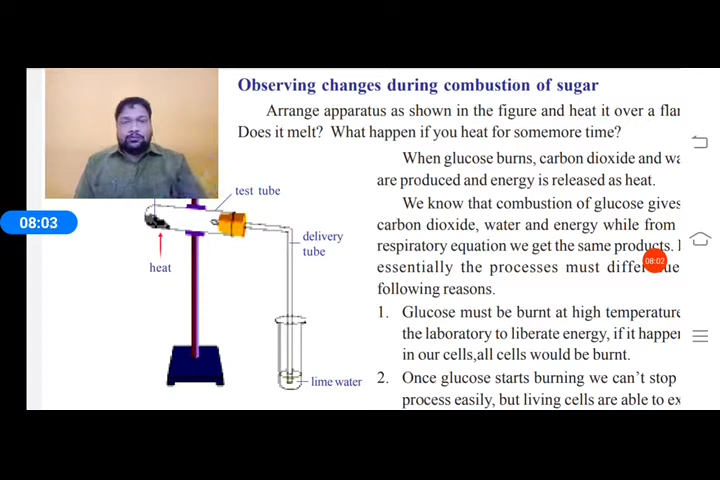 Observing changes during combustion of sugar
Arrange apparatus as shown in the figure and heat it over a
Does it melt? What happen if you heat for somemore time?
When glucose burns, carbon dioxide and
are produced and energy is released as heat.
We know that combustion of glucose gives
carbon dioxide, water and energy while from
respiratory equation we get the same products.
essentially the processes must differ
following reasons.
1. Glucose must be burnt at high temperature
the laboratory to liberate energy, if it
in our cells,all cells would be burnt.
2. Once glucose starts burning we can't stop
process easily, but living cells are able to
test tube
delivery
tube
heat
lime water
08:03
08:02